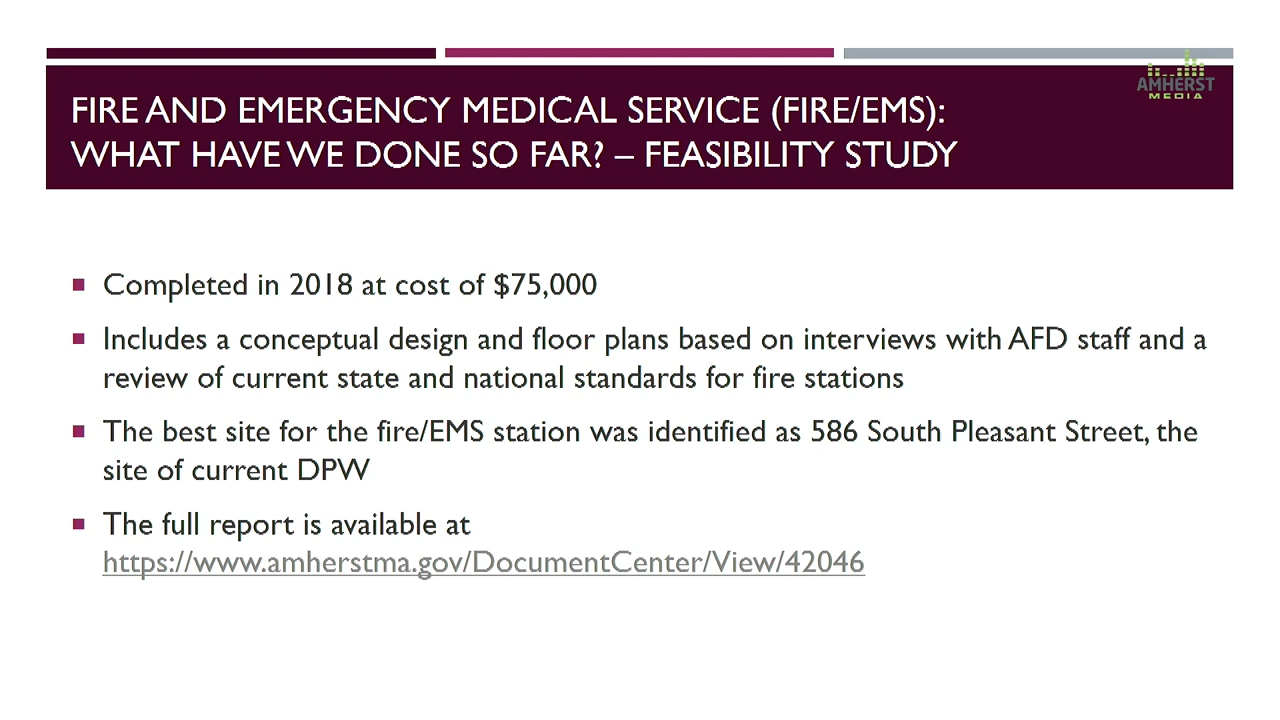 AMHERST
MEDIA
FIRE AND EMERGENCY MEDICAL SERVICE (FIRE/EMS):
WHAT HAVE WE DONE SO FAR? – FEASIBILITY STUDY
Completed in 2018 at cost of $75,000
Includes a conceptual design and floor plans based on interviews with AFD staff and a
review of current state and national standards for fire stations
The best site for the fire/EMS station was identified as 586 South Pleasant Street, the
site of current DPW
The full report is available at
https://www.amherstma.gov/DocumentCenter/View/42046